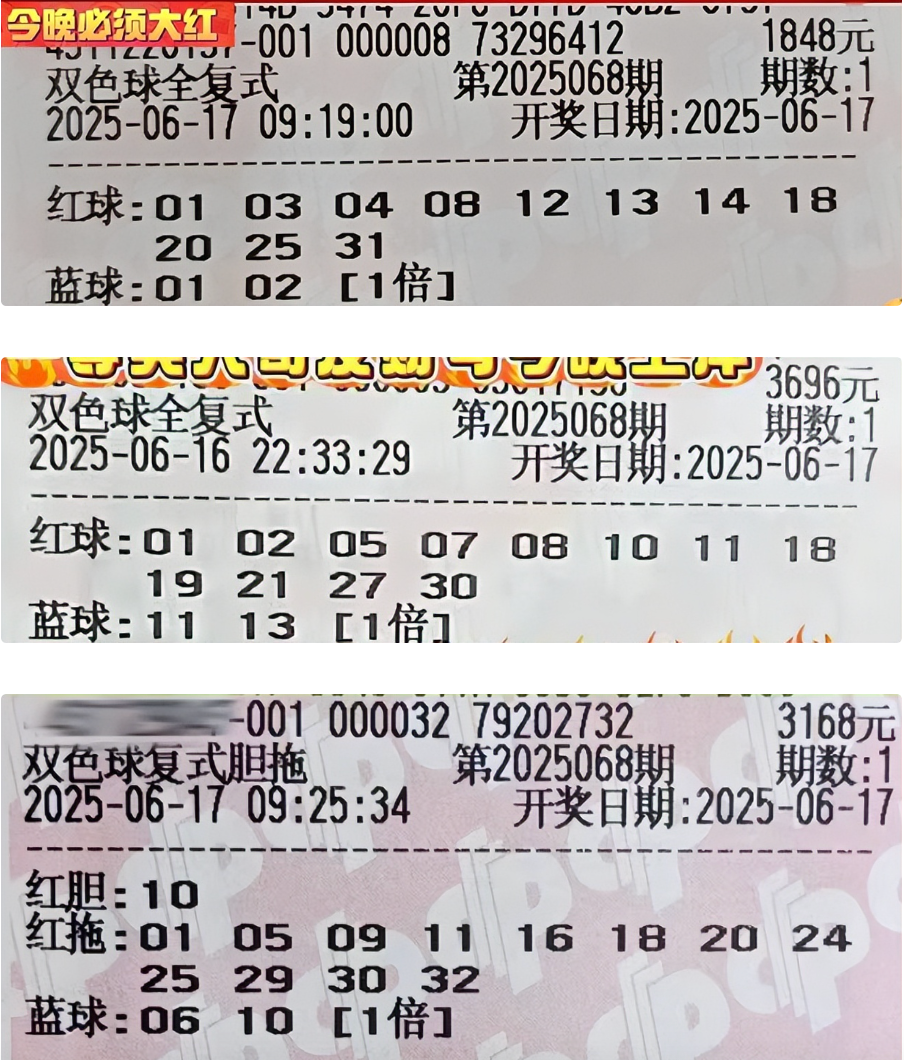 今晚必须大红
-001 000008 73296412 1848元
双色球全复式 第2025068期 期数:1
2025-06-17 09:19:00 开奖日期:2025-06-17
红球:01 03 04 08 12 13 14 18
20 25 31
蓝球:01 02 [1倍]
3696元
双色球全复式 第2025068期 期数:1
2025-06-16 22:33:29 开奖日期:2025-06-17
红球:01 02 05 07 08 10 11 18
19 21 27 30
蓝球:11 13 [1倍]
-001 000032 79202732 3168元
双色球复式胆拖 第2025068期 期数:1
2025-06-17 09:25:34 开奖日期:2025-06-17
红胆:10
红拖:01 05 09 11 16 18 20 24
25 29 30 32
蓝球:06 10 [1倍]